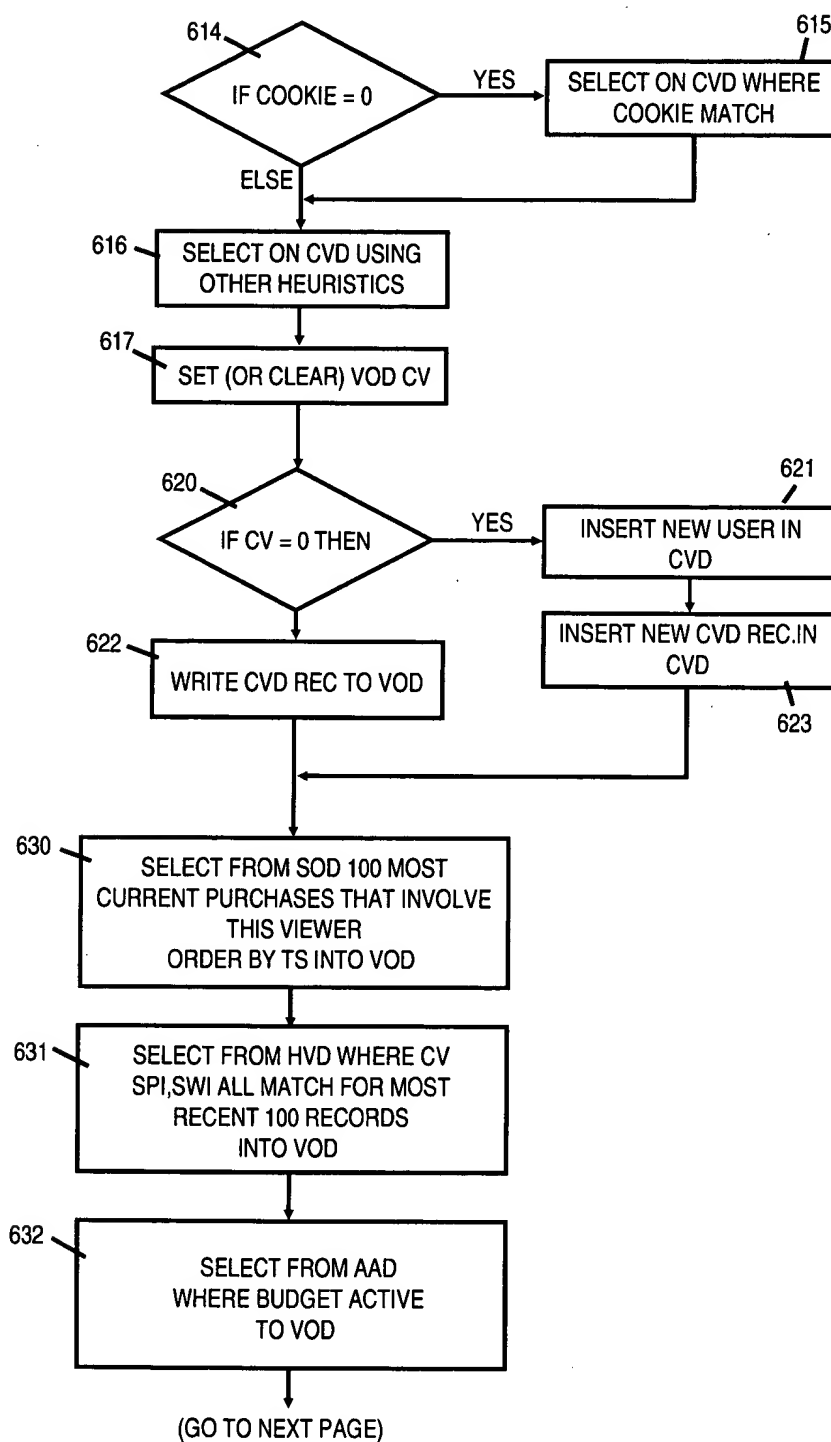 614
IF COOKIE = 0
YES
615
SELECT ON CVD WHERE
COOKIE MATCH
ELSE
616
SELECT ON CVD USING
OTHER HEURISTICS
617
SET (OR CLEAR) VOD CV
620
IF CV = 0 THEN
YES
621
INSERT NEW USER IN
CVD
622
WRITE CVD REC TO VOD
INSERT NEW CVD REC.IN
CVD
623
630
SELECT FROM SOD 100 MOST
CURRENT PURCHASES THAT INVOLVE
THIS VIEWER
ORDER BY TS INTO VOD
631
SELECT FROM HVD WHERE CV
SPI,SWI ALL MATCH FOR MOST
RECENT 100 RECORDS
INTO VOD
632
SELECT FROM AAD
WHERE BUDGET ACTIVE
TO VOD
(GO TO NEXT PAGE)